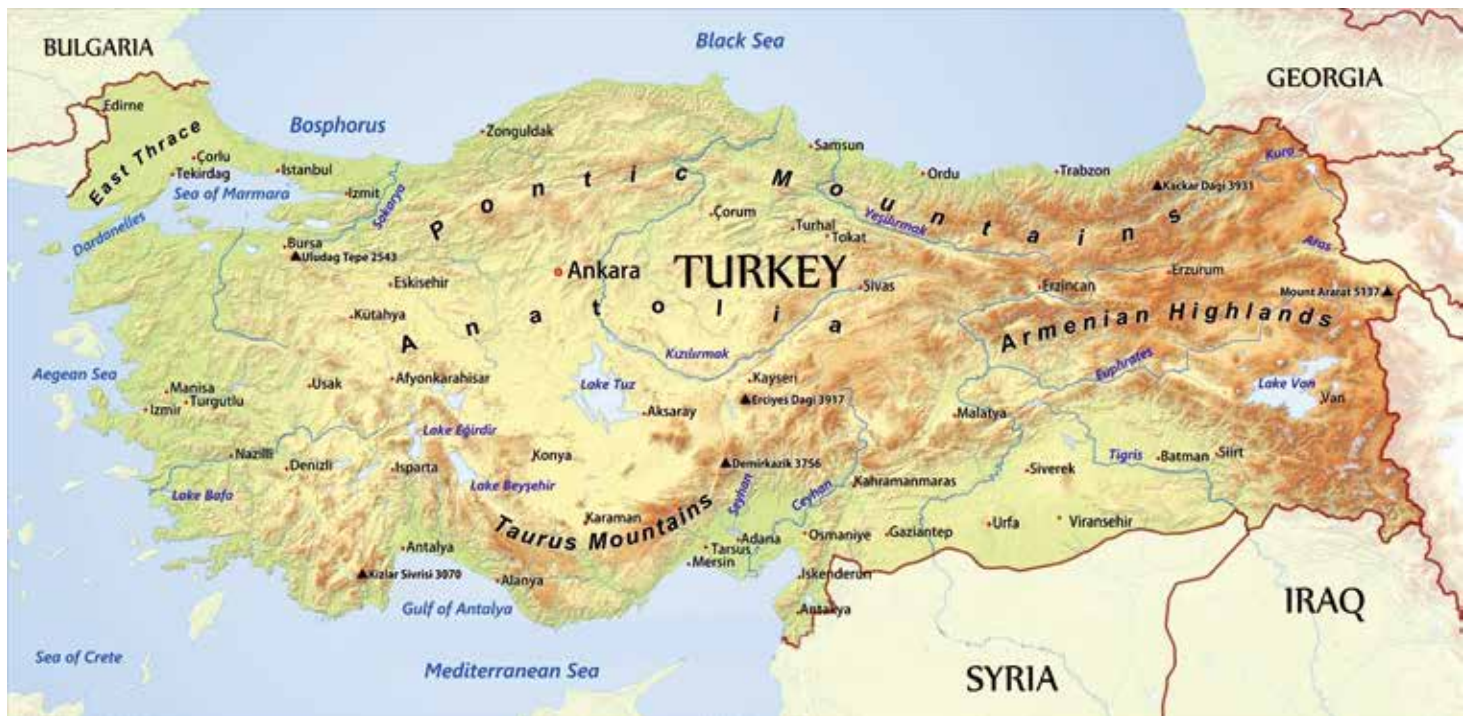 Black Sea
BULGARIA
GEORGIA
Edirne
Bosphorus
Zonguldak
East Thrace
Çorlu
Tekirdag
Istanbul
Sea of Marmara
Izmit
Sakarya
Samsun
Ordu
Trabzon
Kura
Kackar Dagi 3931
Pontic Mountains
Dardanelles
Çorum
Turhal
Tokat
Yeşilırmak
Bursa
Uludag Tepe 2543
Aras
Ankara
TURKEY
Eskisehir
Sivas
Erzincan
Erzurum
Mount Ararat 5137
Kütahya
Anatolia
Armenian Highlands
Kızılırmak
Euphrates
Aegean Sea
Manisa
Turgutlu
Izmir
Usak
Afyonkarahisar
Lake Tuz
Kayseri
Erciyes Dagi 3917
Aksaray
Malatya
Lake Van
Van
Lake Eğirdir
Nazilli
Denizli
Isparta
Konya
Demirkazik 3756
Siverek
Tigris
Batman
Siirt
Lake Bafa
Lake Beyşehir
Seyhan
Ceyhan
Kahramanmaras
Karaman
Taurus Mountains
Urfa
Viransehir
Antalya
Adana
Tarsus
Mersin
Osmaniye
Gaziantep
Kizlar Sivrisi 3070
Alanya
Iskenderun
Gulf of Antalya
Antakya
IRAQ
Sea of Crete
Mediterranean Sea
SYRIA